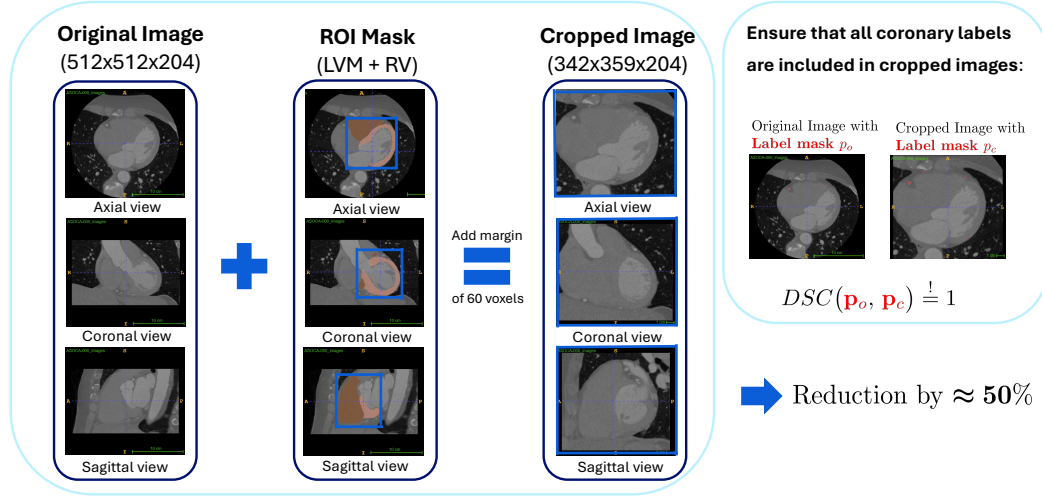 Original Image
(512x512x204)
Axial view
Coronal view
Sagittal view
ROI Mask
(LVM + RV)
Axial view
Coronal view
Sagittal view
Add margin
of 60 voxels
Cropped Image
(342x359x204)
Axial view
Coronal view
Sagittal view
Ensure that all coronary labels
are included in cropped images:
Original Image with
Label mask p_o
Cropped Image with
Label mask p_c
DSC(p_o, p_c) =! 1
Reduction by ≈ 50%